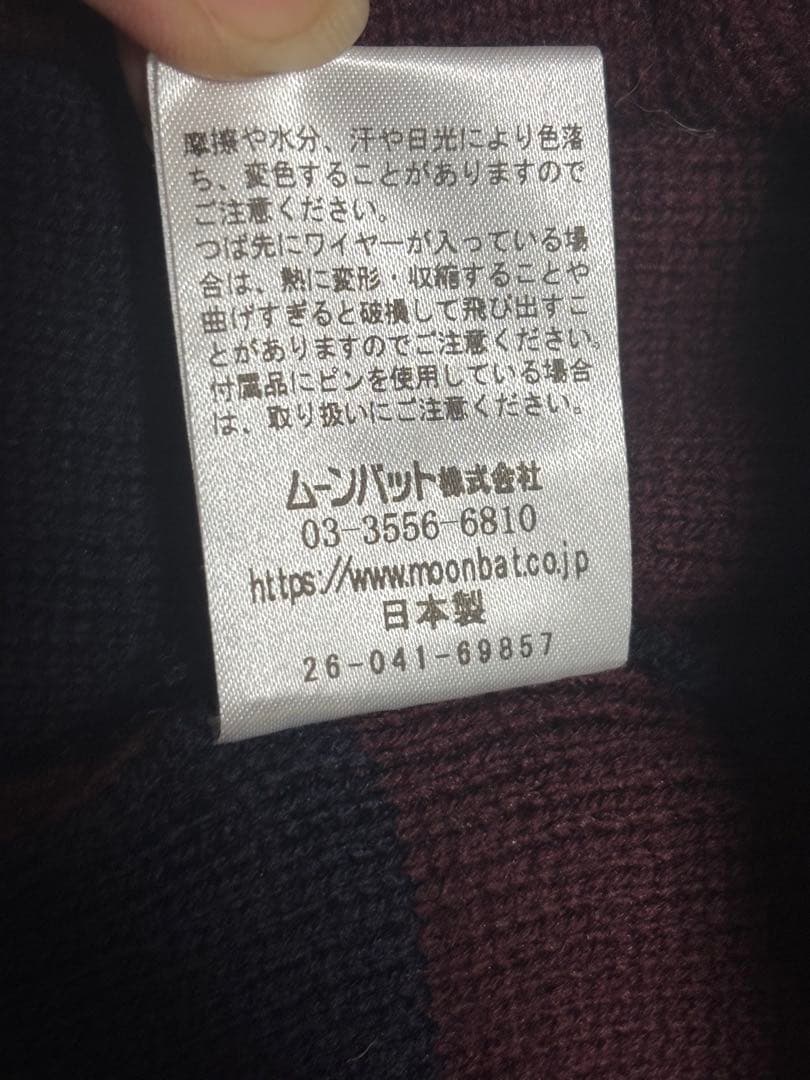 摩擦や水分、汗や日光により色落
ち、変色することがありますので
ご注意ください。
つば先にワイヤーが入っている場
合は、熱に変形・収縮することや
曲げすぎると破損して飛び出すこ
とがありますのでご注意ください。
付属品にピンを使用している場合
は、取り扱いにご注意ください。
ムーンバット株式会社
03-3556-6810
https://www.moonbat.co.jp
日本製
26-041-69857